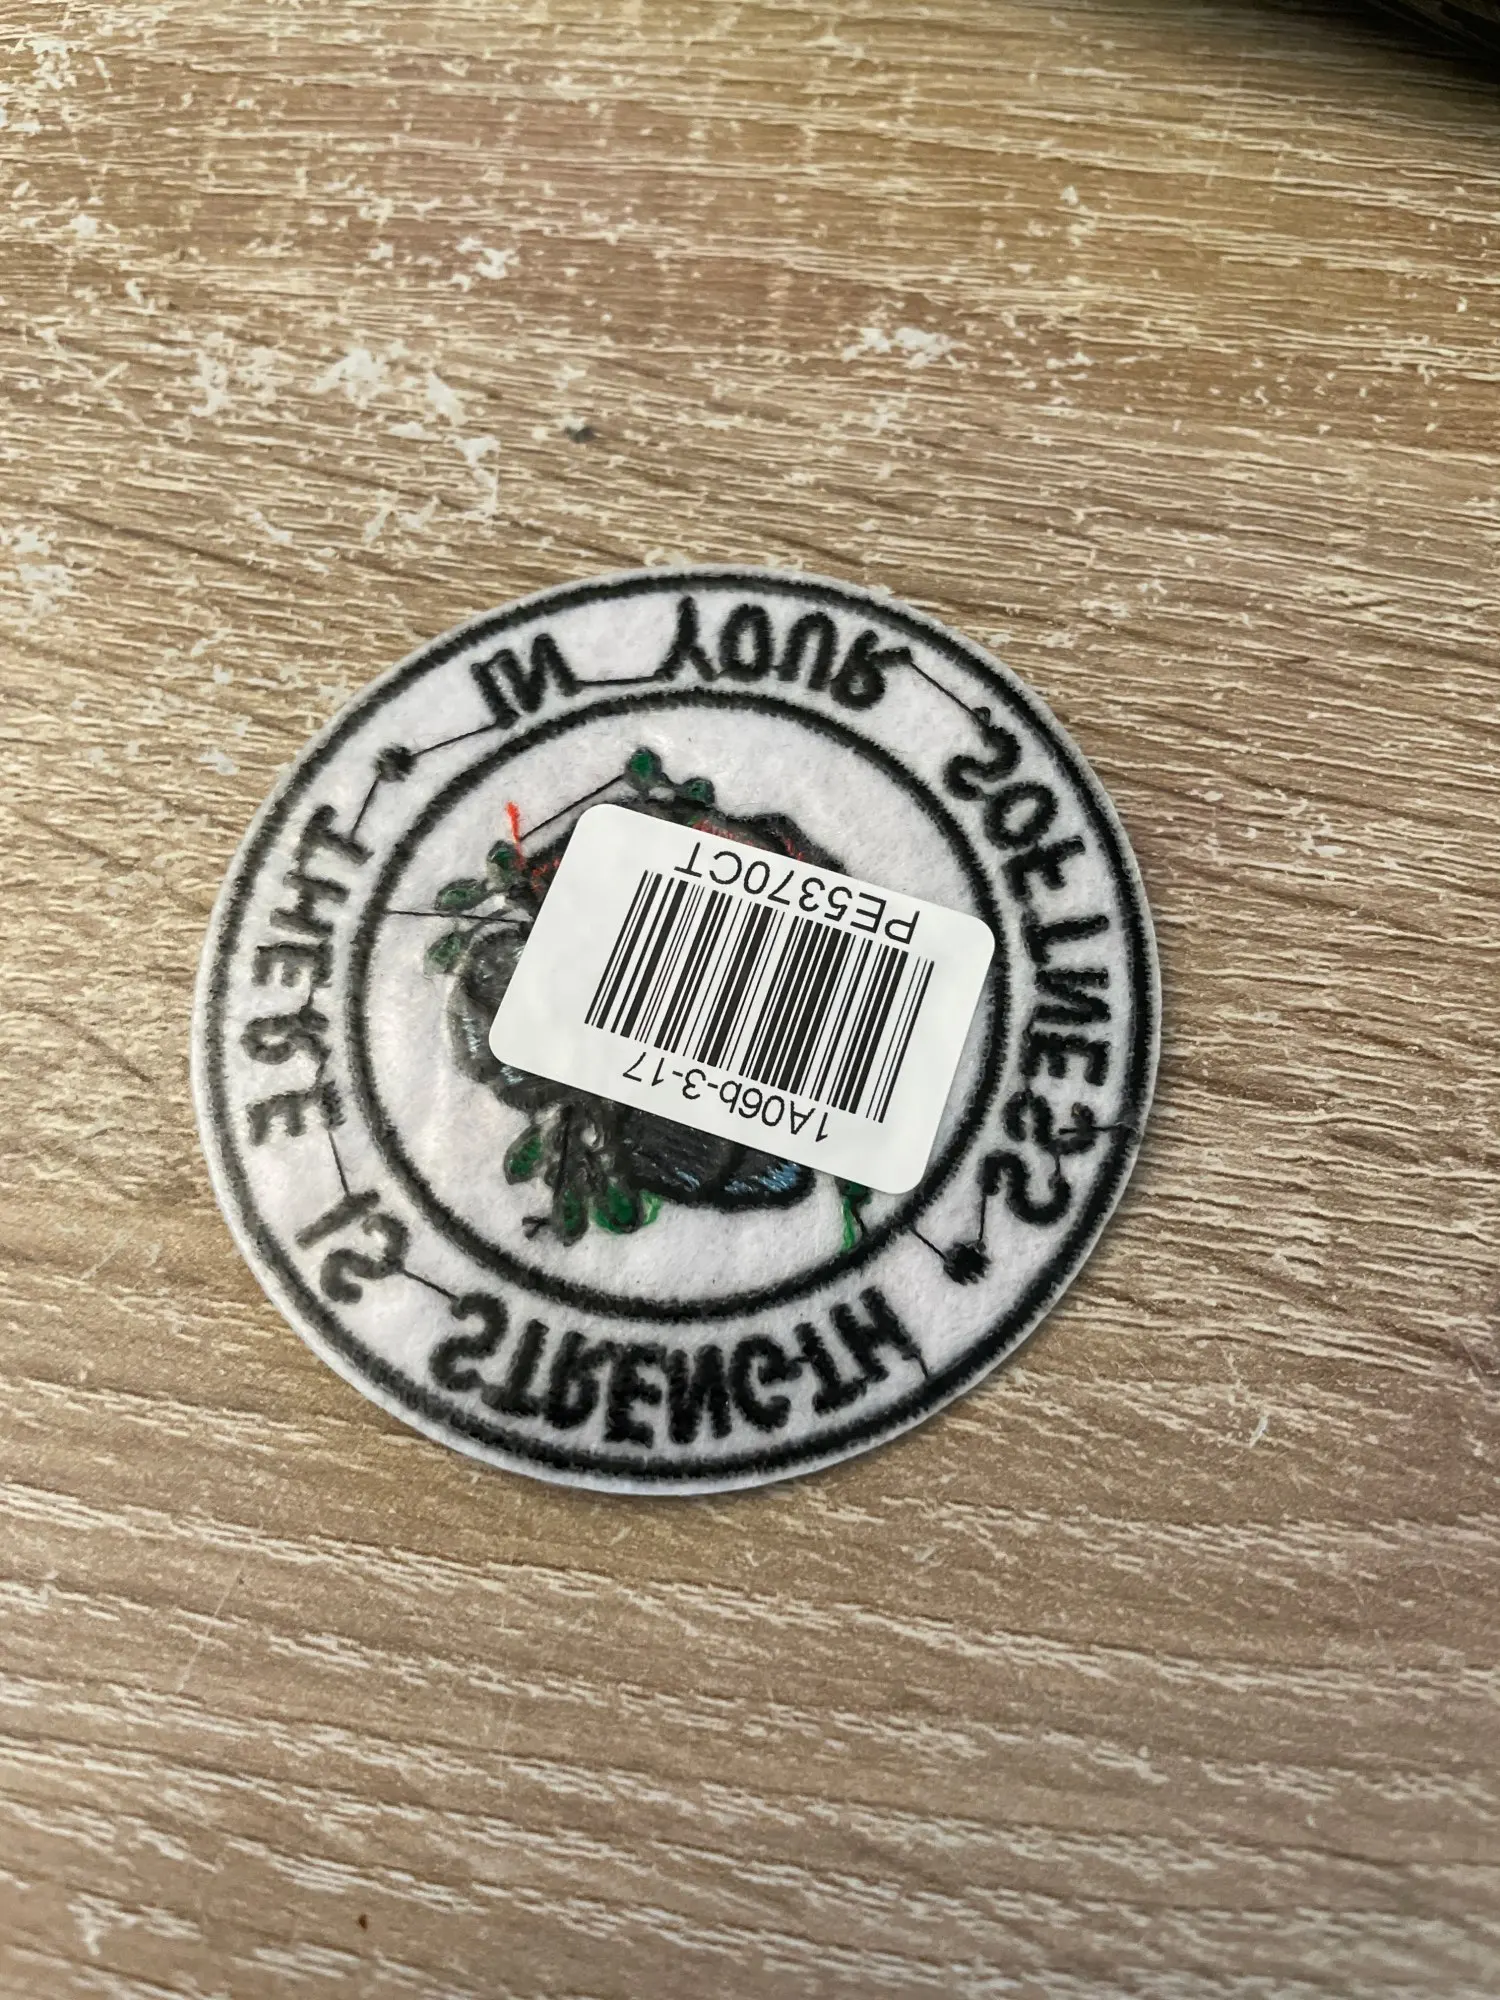 THERE IS STRENGTH
IN YOUR SOFTNESS
1A06b-3-17
PE5370CT